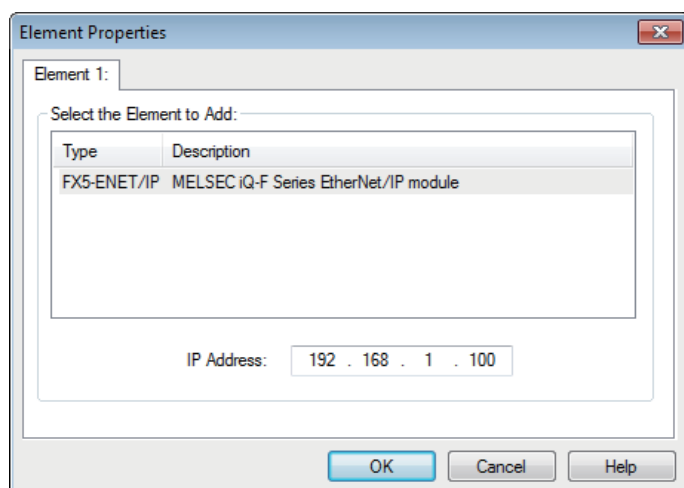 Element Properties
Element 1:
Select the Element to Add:
Type Description
FX5-ENET/IP MELSEC iQ-F Series EtherNet/IP module
IP Address: 192 . 168 . 1 . 100
OK Cancel Help